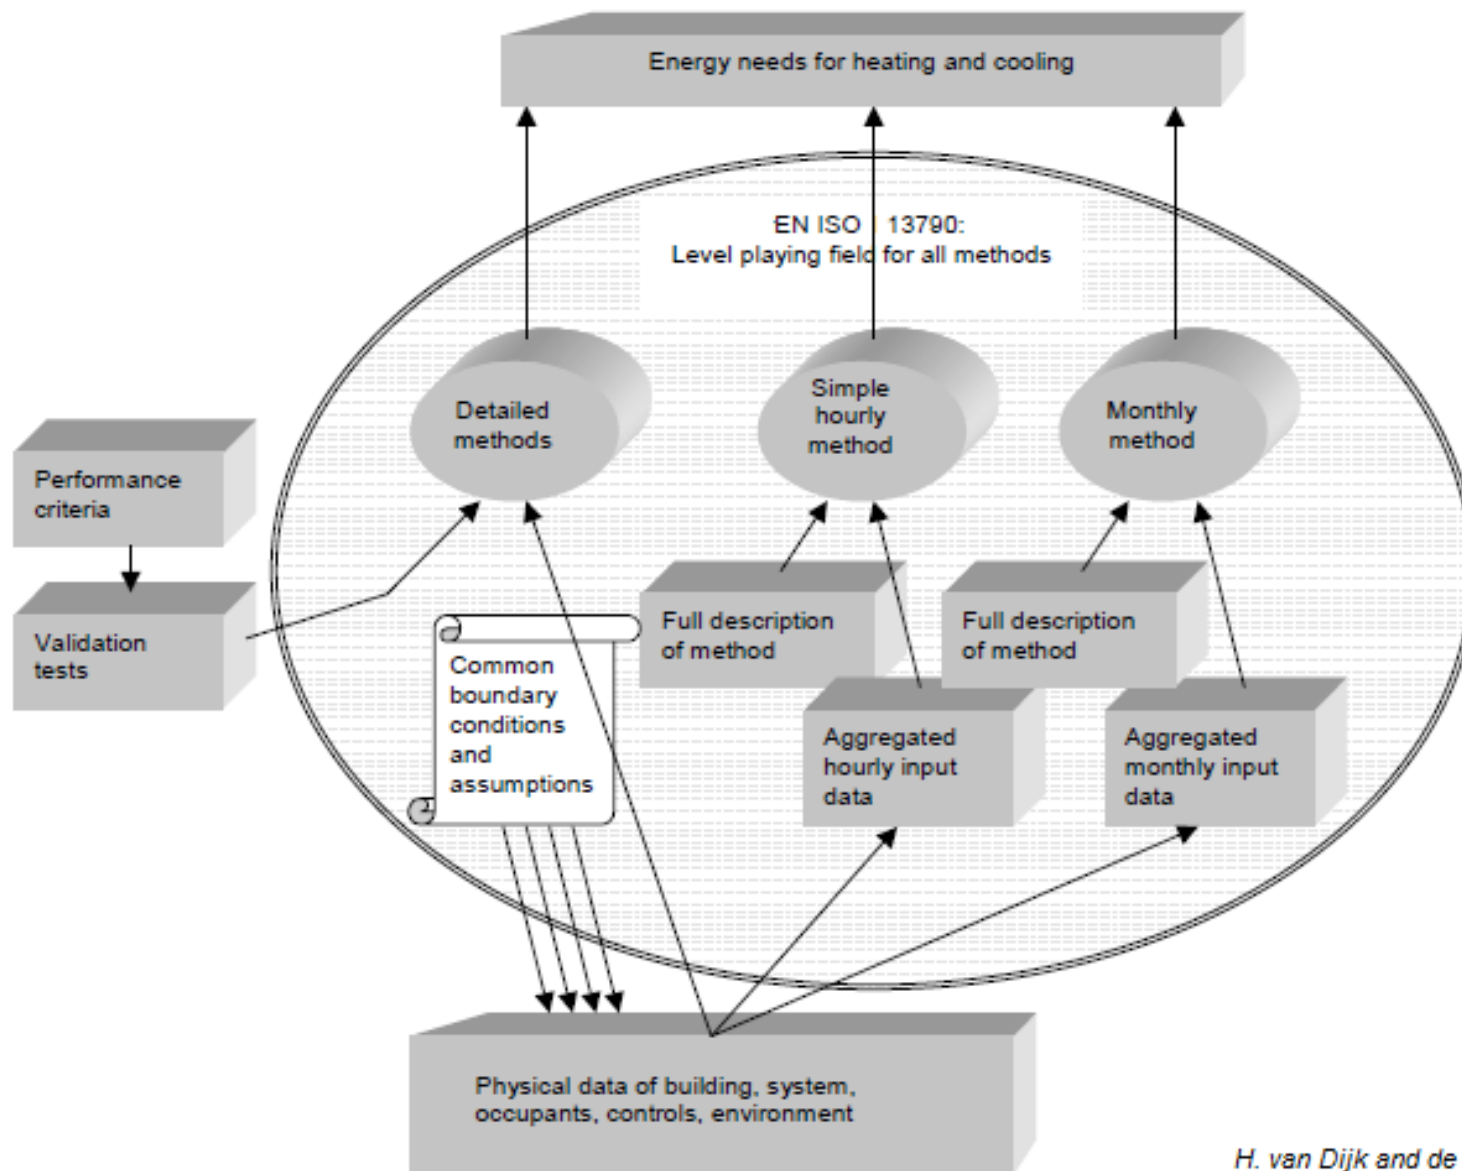 Energy needs for heating and cooling
EN ISO 13790:
Level playing field for all methods
Detailed
methods
Simple
hourly
method
Monthly
method
Performance
criteria
Validation
tests
Full description
of method
Full description
of method
Common
boundary
conditions
and
assumptions
Aggregated
hourly input
data
Aggregated
monthly input
data
Physical data of building, system,
occupants, controls, environment
H. van Dijk and de